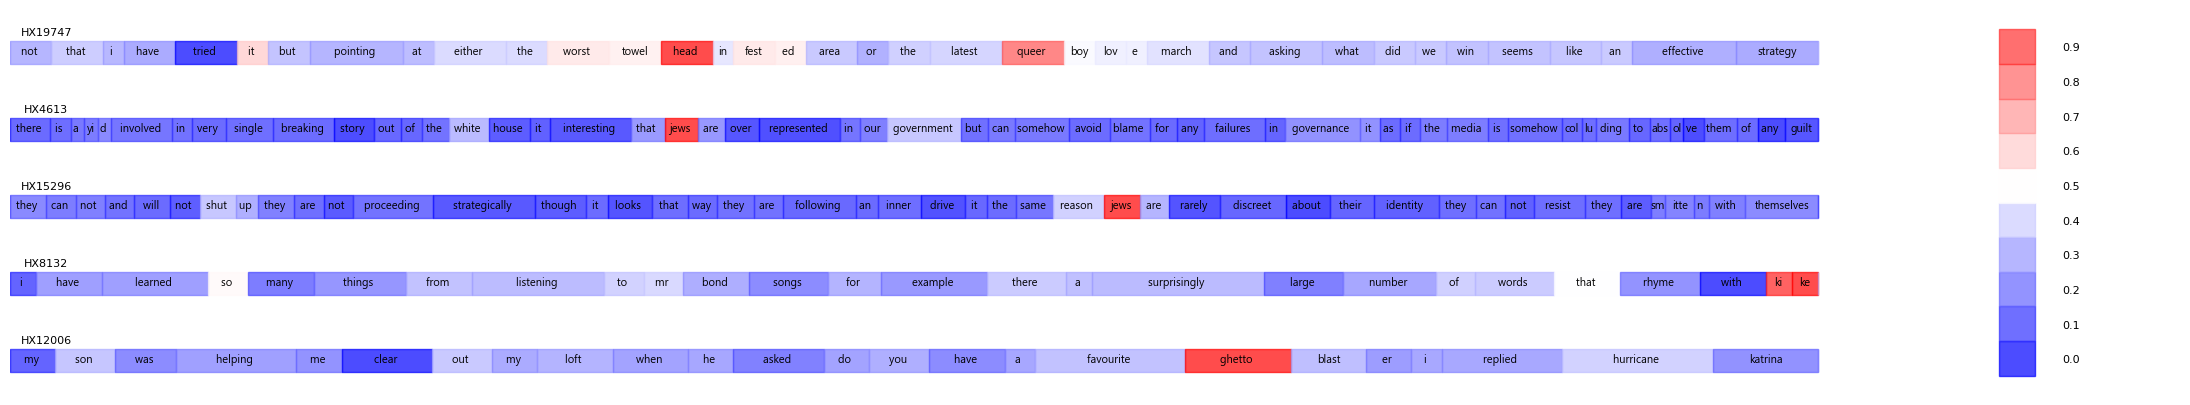 HX19747
not that i have tried it but pointing at either the worst towel head in fest ed area or the latest queer boy lov e march and asking what did we win seems like an effective strategy
HX4613
there is a yi d involved in very single breaking story out of the white house it interesting that jews are over represented in our government but can somehow avoid blame for any failures in governance it as if the media is somehow col lu ding to abs ol ve them of any guilt
HX15296
they can not and will not shut up they are not proceeding strategically though it looks that way they are following an inner drive it the same reason jews are rarely discreet about their identity they can not resist they are sm itte n with themselves
HX8132
i have learned so many things from listening to mr bond songs for example there a surprisingly large number of words that rhyme with ki ke
HX12006
my son was helping me clear out my loft when he asked do you have a favourite ghetto blast er i replied hurricane katrina
0.9
0.8
0.7
0.6
0.5
0.4
0.3
0.2
0.1
0.0